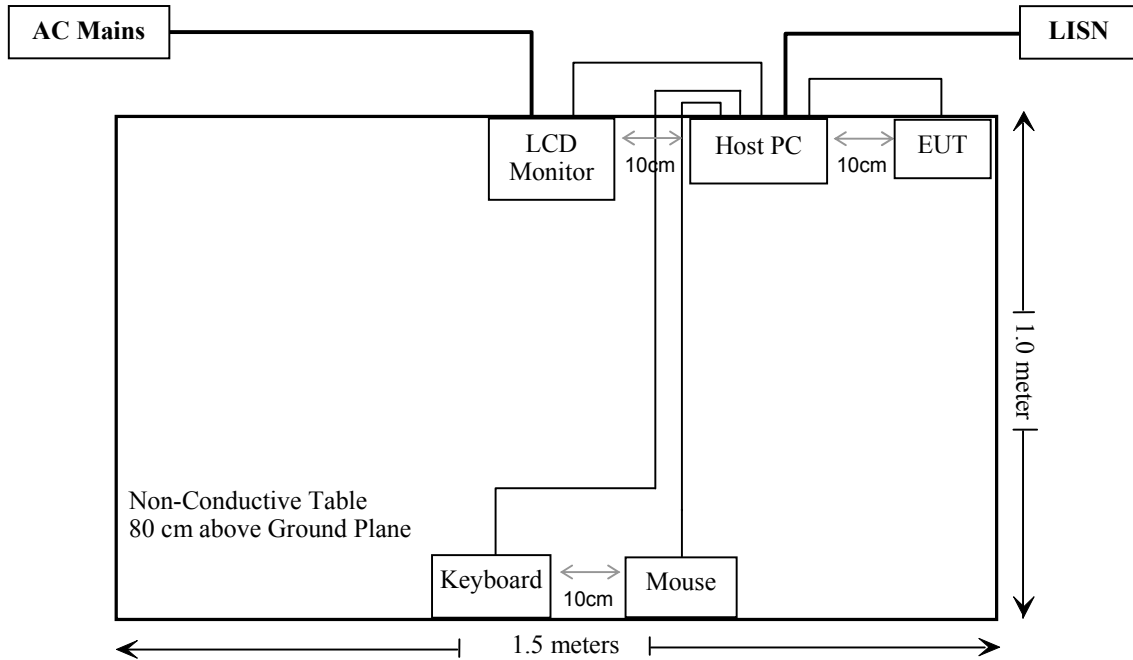 AC Mains
LISN
LCD
Monitor
10cm
Host PC
10cm
EUT
1.0 meter
Non-Conductive Table
80 cm above Ground Plane
Keyboard
10cm
Mouse
1.5 meters